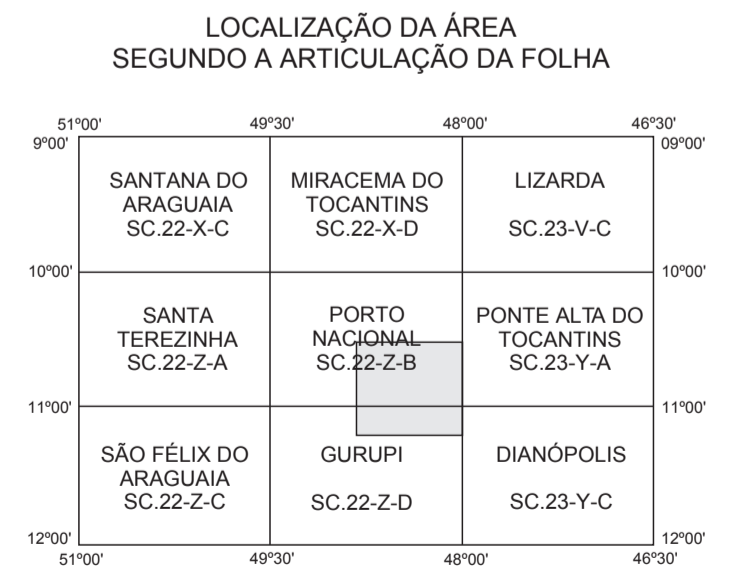 LOCALIZAÇÃO DA ÁREA
SEGUNDO A ARTICULAÇÃO DA FOLHA
51º00' 49º30' 48º00' 46º30'
9º00' 09º00'
SANTANA DO
ARAGUAIA
SC.22-X-C
MIRACEMA DO
TOCANTINS
SC.22-X-D
LIZARDA
SC.23-V-C
10º00' 10º00'
SANTA
TEREZINHA
SC.22-Z-A
PORTO
NACIONAL
SC.22-Z-B
PONTE ALTA DO
TOCANTINS
SC.23-Y-A
11º00' 11º00'
SÃO FÉLIX DO
ARAGUAIA
SC.22-Z-C
GURUPI
SC.22-Z-D
DIANÓPOLIS
SC.23-Y-C
12º00' 12º00'
51º00' 49º30' 48º00' 46º30'